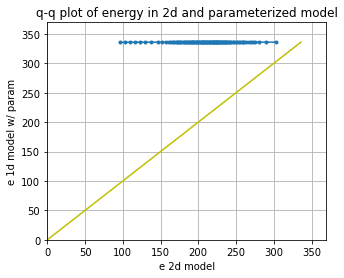 q-q plot of energy in 2d and parameterized model
350
300
250
200
150
100
50
0
e 1d model w/ param
0 50 100 150 200 250 300 350
e 2d model